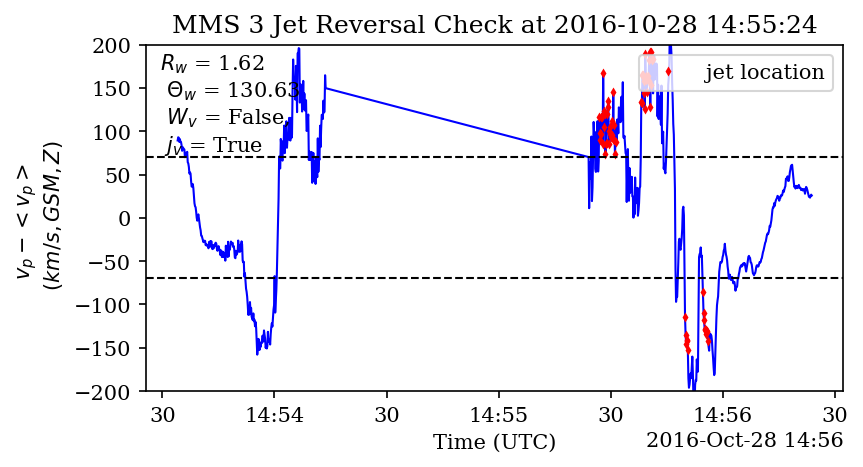 MMS 3 Jet Reversal Check at 2016-10-28 14:55:24
R_w = 1.62
Θ_w = 130.63
W_v = False
j_v = True
jet location
200
150
100
50
0
−50
−100
−150
−200
v_p − < v_p >
(km/s, GSM, Z)
30
14:54
30
14:55
30
14:56
30
Time (UTC)
2016-Oct-28 14:56